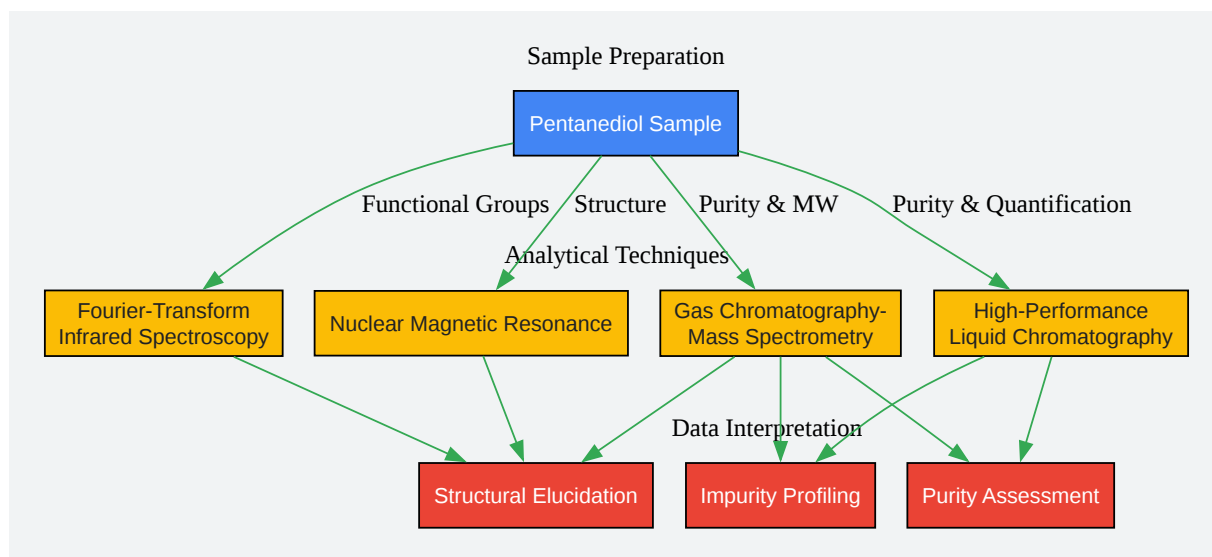 Sample Preparation
Pentanediol Sample
Functional Groups
Structure
Purity & MW
Purity & Quantification
Analytical Techniques
Fourier-Transform
Infrared Spectroscopy
Nuclear Magnetic Resonance
Gas Chromatography-
Mass Spectrometry
High-Performance
Liquid Chromatography
Data Interpretation
Structural Elucidation
Impurity Profiling
Purity Assessment